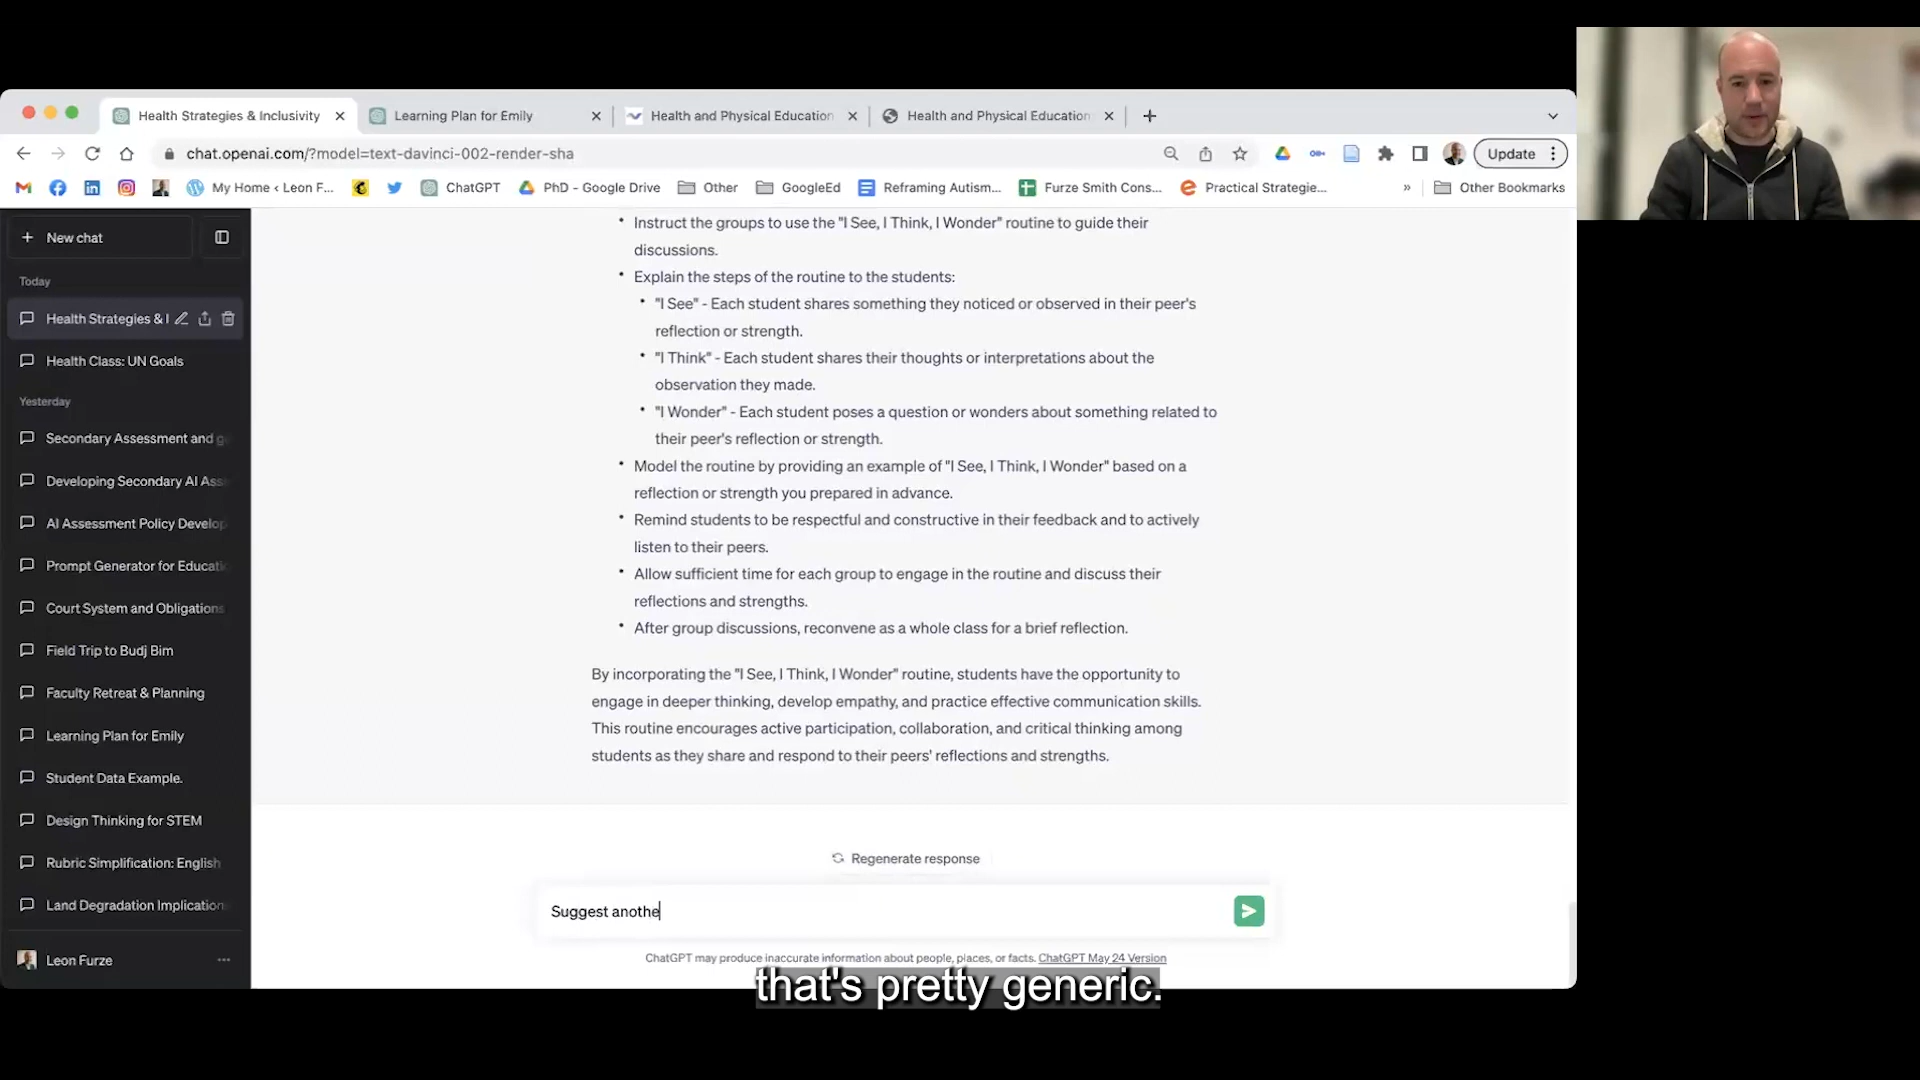 Health Strategies & Inclusivity
Learning Plan for Emily
Health and Physical Education
Health and Physical Education
chat.openai.com/?model=text-davinci-002-render-sha
Update
My Home ‹ Leon F...
ChatGPT
PhD - Google Drive
Other
GoogleEd
Reframing Autism...
Furze Smith Cons...
Practical Strategie...
»
Other Bookmarks
New chat
Today
Health Strategies & I
Health Class: UN Goals
Yesterday
Secondary Assessment and g
Developing Secondary AI Ass
AI Assessment Policy Develop
Prompt Generator for Educati
Court System and Obligations
Field Trip to Budj Bim
Faculty Retreat & Planning
Learning Plan for Emily
Student Data Example.
Design Thinking for STEM
Rubric Simplification: English
Land Degradation Implication
Leon Furze
• Instruct the groups to use the "I See, I Think, I Wonder" routine to guide their
discussions.
• Explain the steps of the routine to the students:
• "I See" - Each student shares something they noticed or observed in their peer's
reflection or strength.
• "I Think" - Each student shares their thoughts or interpretations about the
observation they made.
• "I Wonder" - Each student poses a question or wonders about something related to
their peer's reflection or strength.
• Model the routine by providing an example of "I See, I Think, I Wonder" based on a
reflection or strength you prepared in advance.
• Remind students to be respectful and constructive in their feedback and to actively
listen to their peers.
• Allow sufficient time for each group to engage in the routine and discuss their
reflections and strengths.
• After group discussions, reconvene as a whole class for a brief reflection.
By incorporating the "I See, I Think, I Wonder" routine, students have the opportunity to
engage in deeper thinking, develop empathy, and practice effective communication skills.
This routine encourages active participation, collaboration, and critical thinking among
students as they share and respond to their peers' reflections and strengths.
Regenerate response
Suggest anothe
ChatGPT may produce inaccurate information about people, places, or facts. ChatGPT May 24 Version
that's pretty generic.